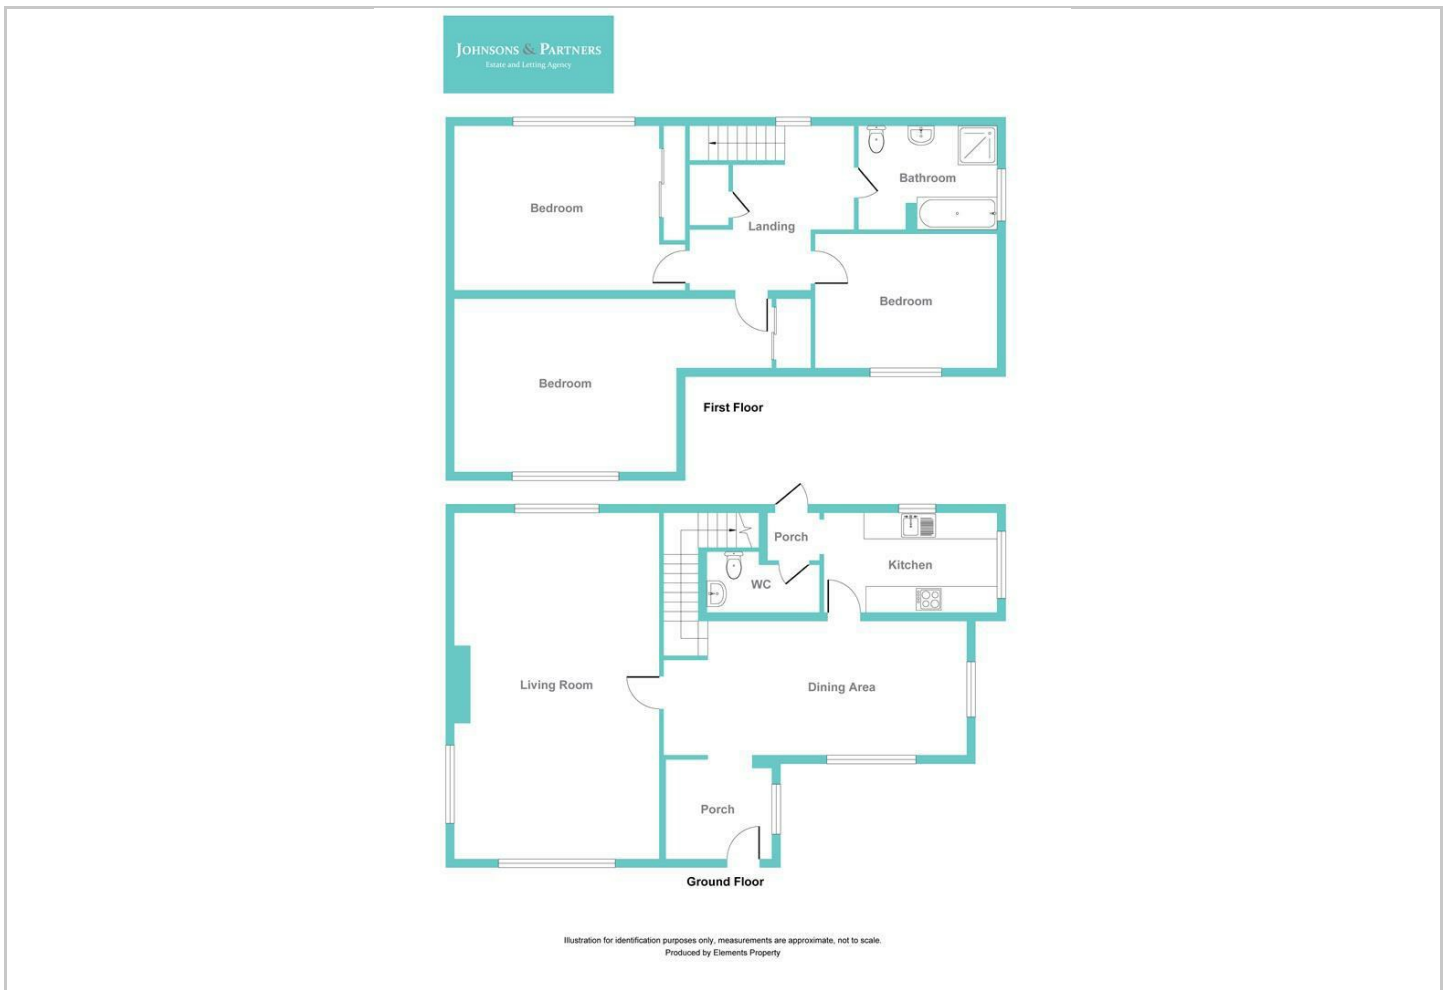 JOHNSONS & PARTNERS
Estate and Letting Agency
Bedroom
Landing
Bathroom
Bedroom
Bedroom
First Floor
Porch
Kitchen
WC
Living Room
Dining Area
Porch
Ground Floor
Illustration for identification purposes only, measurements are approximate, not to scale.
Produced by Elements Property